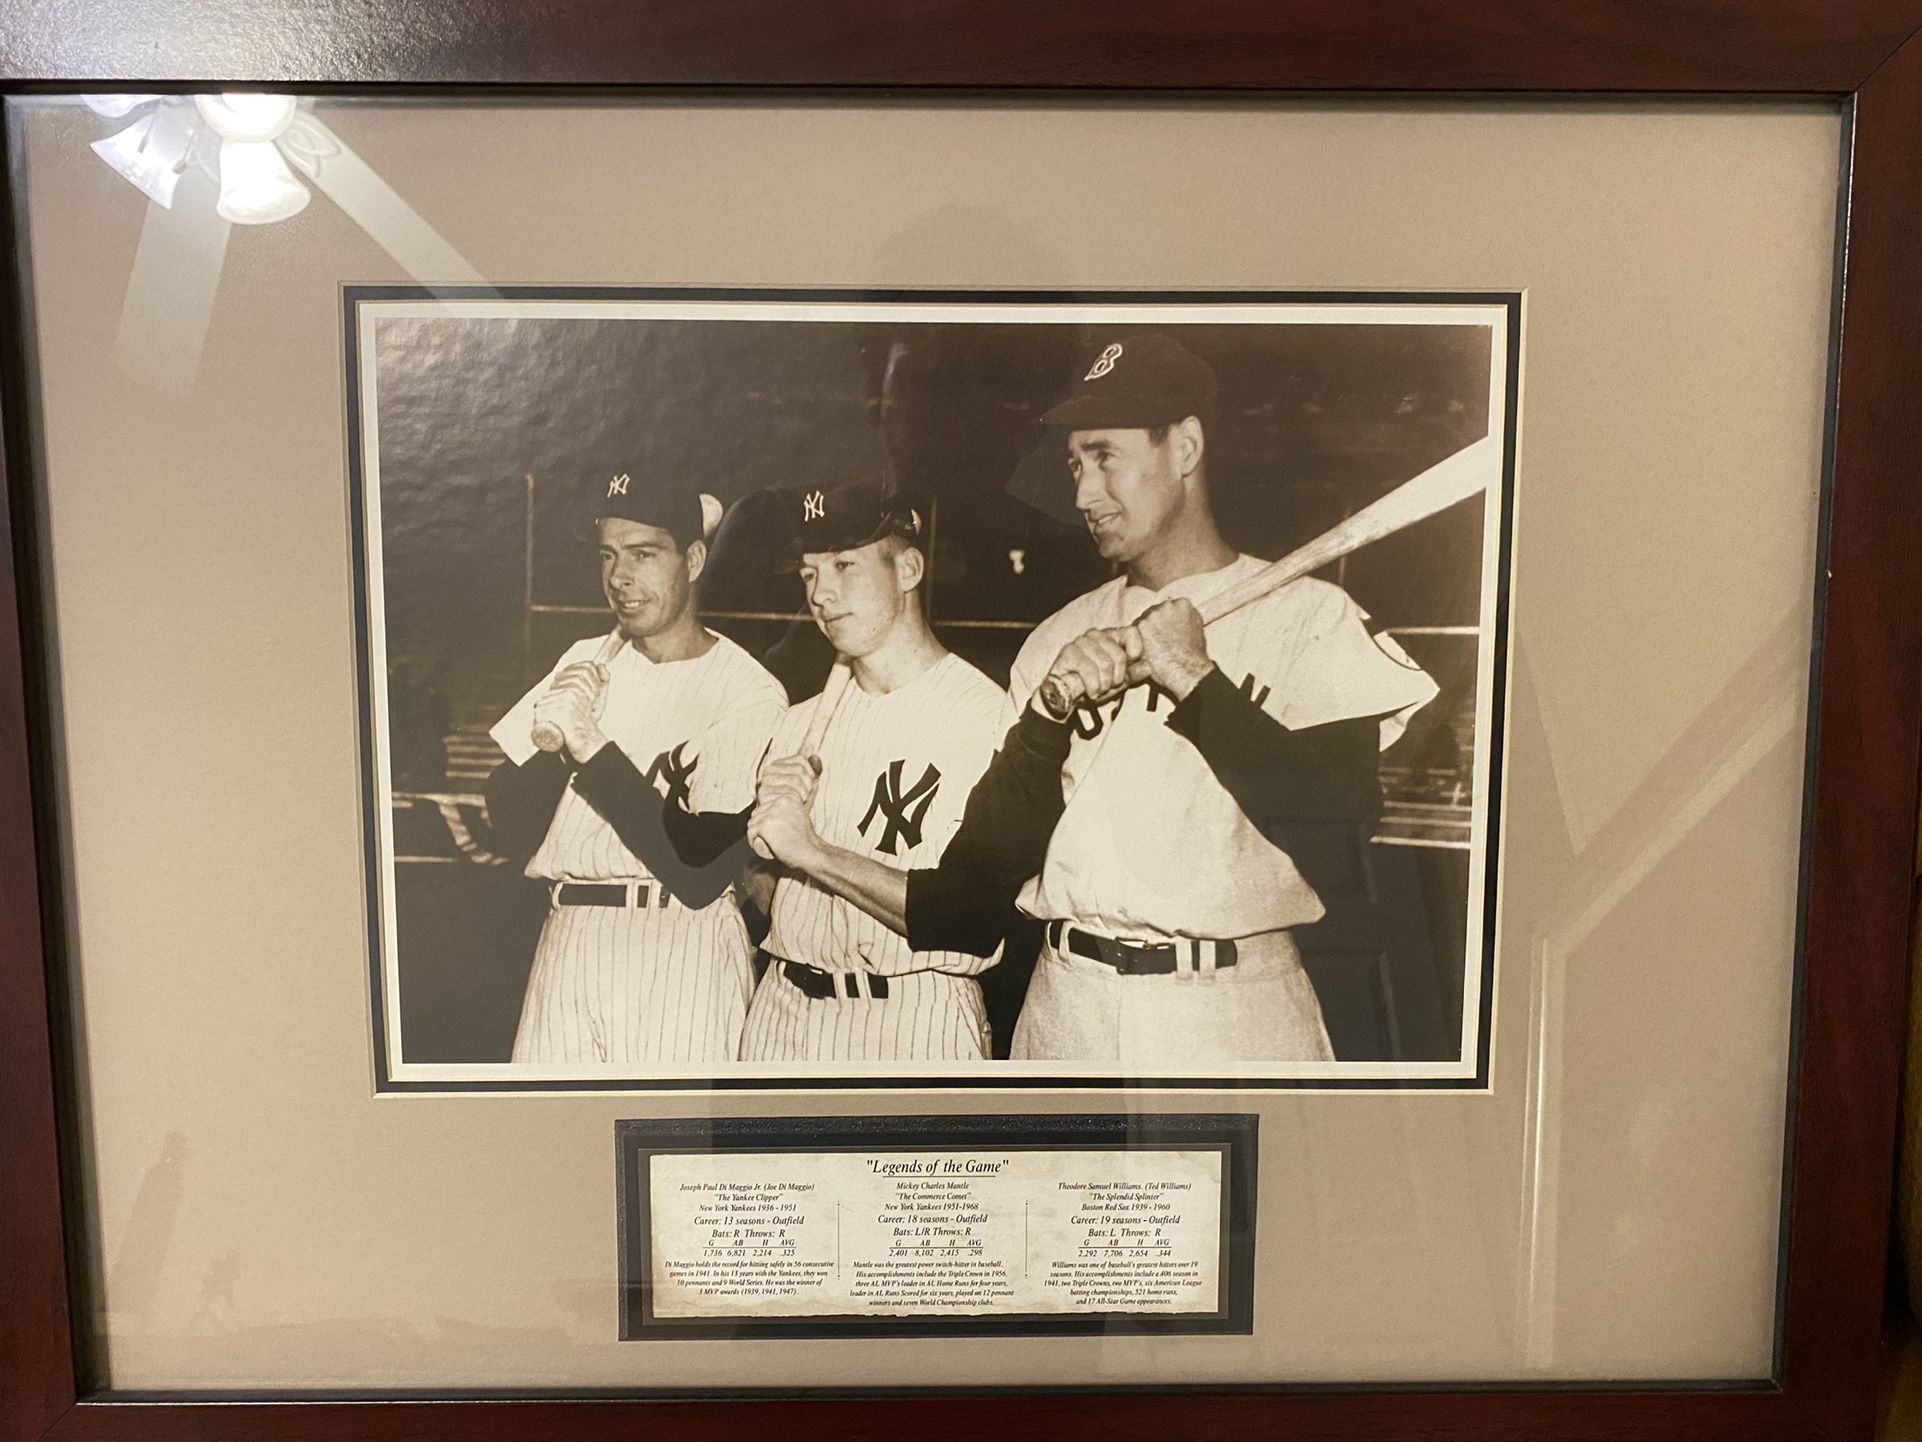 NY
NY
B
NY
"Legends of the Game"
Joseph Paul Di Maggio Jr. (Joe Di Maggio)
"The Yankee Clipper"
New York Yankees 1936 - 1951
Career: 13 seasons - Outfield
Bats: R Throws: R
G AB H AVG
1,736 6,821 2,214 .325
Di Maggio holds the record for hitting safely in 56 consecutive
games in 1941. In his 13 years with the Yankees, they won
10 pennants and 9 World Series. He was the winner of
3 MVP awards (1939, 1941, 1947).
Mickey Charles Mantle
"The Commerce Comet"
New York Yankees 1951-1968
Career: 18 seasons - Outfield
Bats: L/R Throws: R
G AB H AVG
2,401 8,102 2,415 .298
Mantle was the greatest power switch-hitter in baseball.
His accomplishments include the Triple Crown in 1956,
three AL MVP's leader in AL Home Runs for four years,
leader in AL Runs Scored for six years, played on 12 pennant
winners and seven World Championship clubs.
Theodore Samuel Williams. (Ted Williams)
"The Splendid Splinter"
Boston Red Sox 1939 - 1960
Career: 19 seasons - Outfield
Bats: L Throws: R
G AB H AVG
2,292 7,706 2,654 .344
Williams was one of baseball's greatest hitters over 19
seasons. His accomplishments include a .406 season in
1941, two Triple Crowns, two MVP's, six American League
batting championships, 521 home runs,
and 17 All-Star Game appearances.